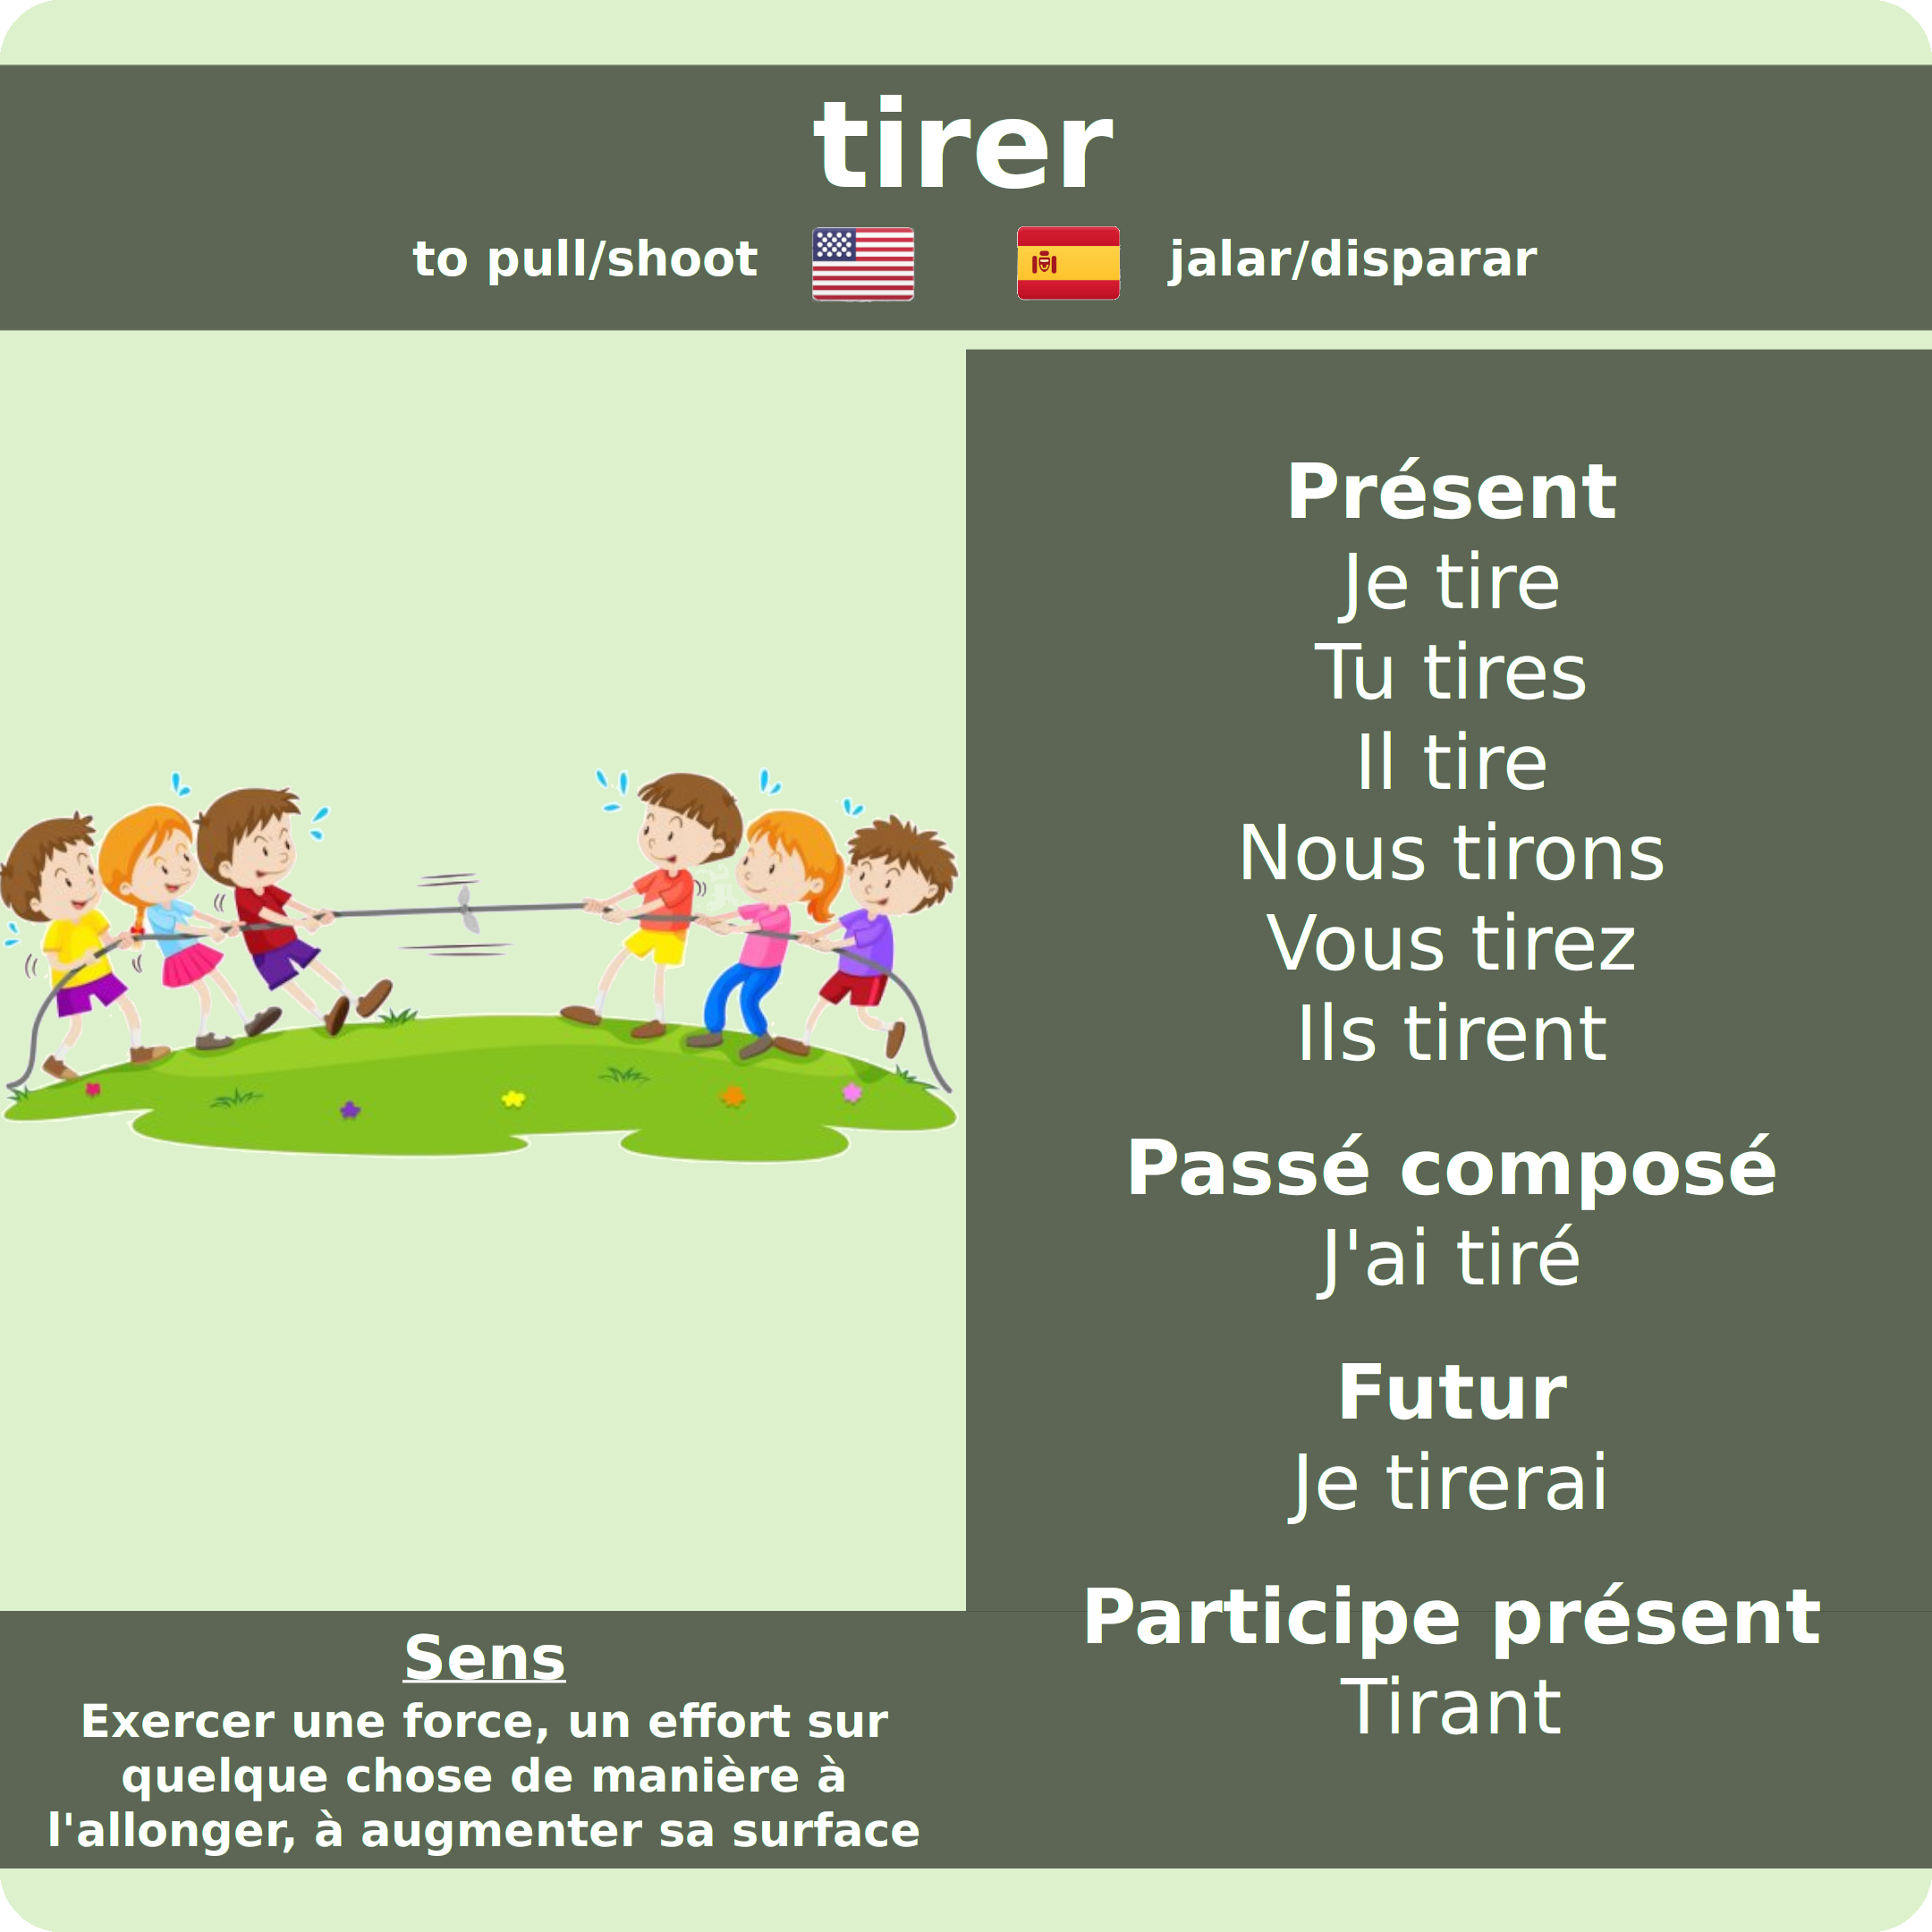 tirer
to pull/shoot
jalar/disparar
Présent
Je tire
Tu tires
Il tire
Nous tirons
Vous tirez
Ils tirent
Passé composé
J'ai tiré
Futur
Je tirerai
Participe présent
Tirant
Sens
Exercer une force, un effort sur
quelque chose de manière à
l'allonger, à augmenter sa surface